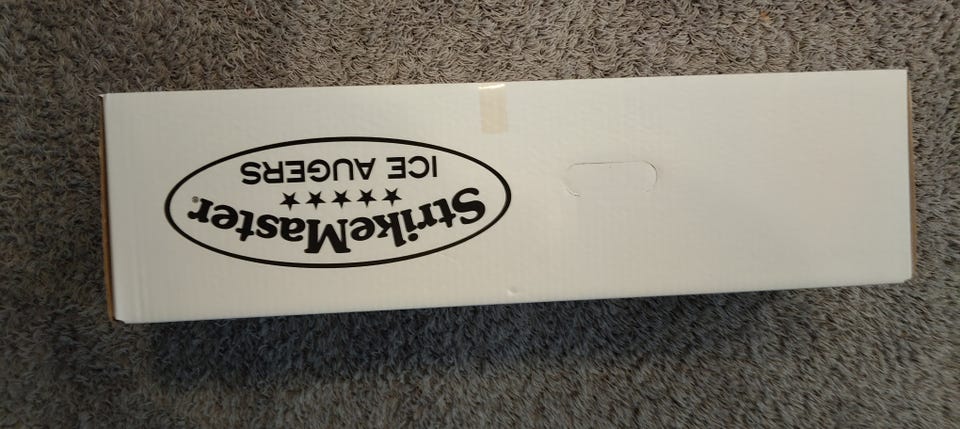 StrikeMaster®
★★★★★
ICE AUGERS